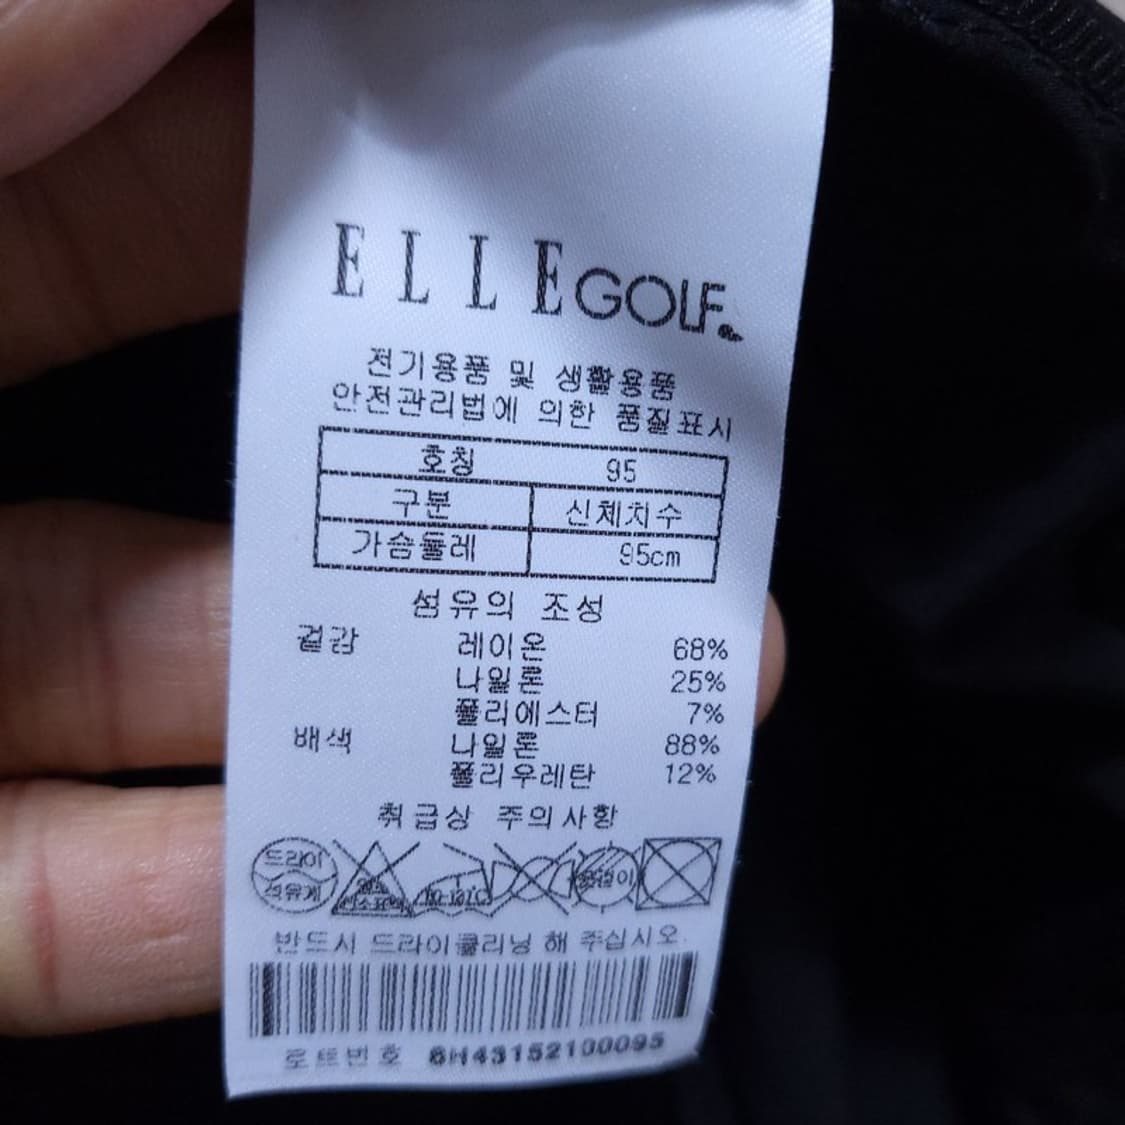 ELLE GOLF
전기용품 및 생활용품
안전관리법에 의한 품질표시
호칭 95
구분 신체치수
가슴둘레 95cm
섬유의 조성
겉감 레이온 68%
나일론 25%
폴리에스터 7%
배색 나일론 88%
폴리우레탄 12%
취급상 주의사항
드라이
석유계
반드시 드라이클리닝 해 주십시오.
로트번호 6H43152100095